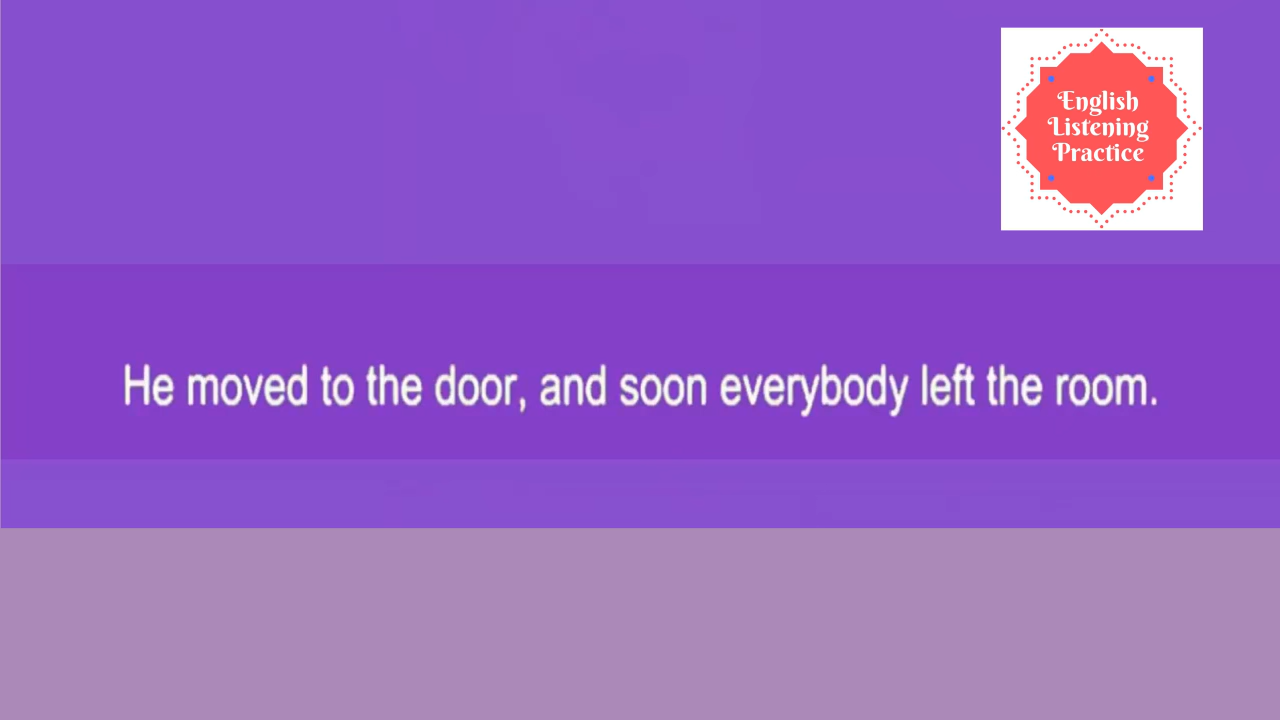 English
Listening
Practice
He moved to the door, and soon everybody left the room.